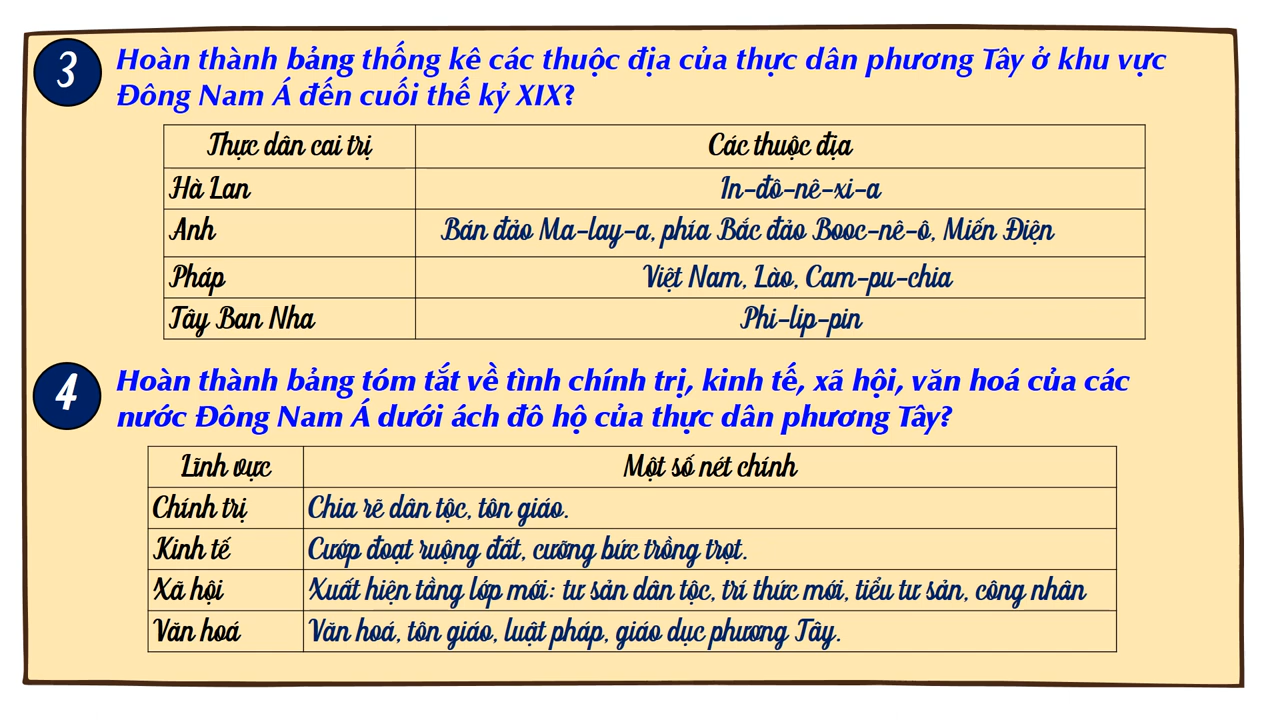 3
Hoàn thành bảng thống kê các thuộc địa của thực dân phương Tây ở khu vực
Đông Nam Á đến cuối thế kỷ XIX?
Thực dân cai trị Các thuộc địa
Hà Lan In-đô-nê-xi-a
Anh Bán đảo Ma-lay-a, phía Bắc đảo Booc-nê-ô, Miến Điện
Pháp Việt Nam, Lào, Cam-pu-chia
Tây Ban Nha Phi-lip-pin
4
Hoàn thành bảng tóm tắt về tình chính trị, kinh tế, xã hội, văn hoá của các
nước Đông Nam Á dưới ách đô hộ của thực dân phương Tây?
Lĩnh vực Một số nét chính
Chính trị Chia rẽ dân tộc, tôn giáo.
Kinh tế Cướp đoạt ruộng đất, cưỡng bức trồng trọt.
Xã hội Xuất hiện tầng lớp mới: tư sản dân tộc, trí thức mới, tiểu tư sản, công nhân
Văn hoá Văn hoá, tôn giáo, luật pháp, giáo dục phương Tây.